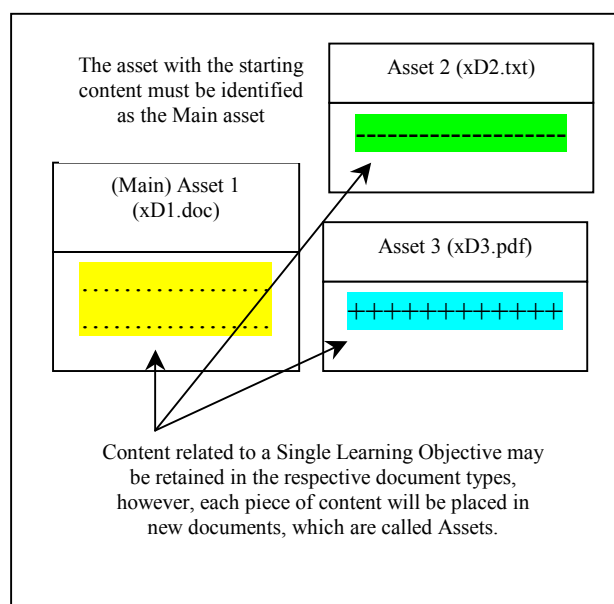 The asset with the starting
content must be identified
as the Main asset
Asset 2 (xD2.txt)
---------------------
(Main) Asset 1
(xD1.doc)
. . . . . . . . . . . . . . . . .
. . . . . . . . . . . . . . . . .
Asset 3 (xD3.pdf)
++++++++++++
Content related to a Single Learning Objective may
be retained in the respective document types,
however, each piece of content will be placed in
new documents, which are called Assets.